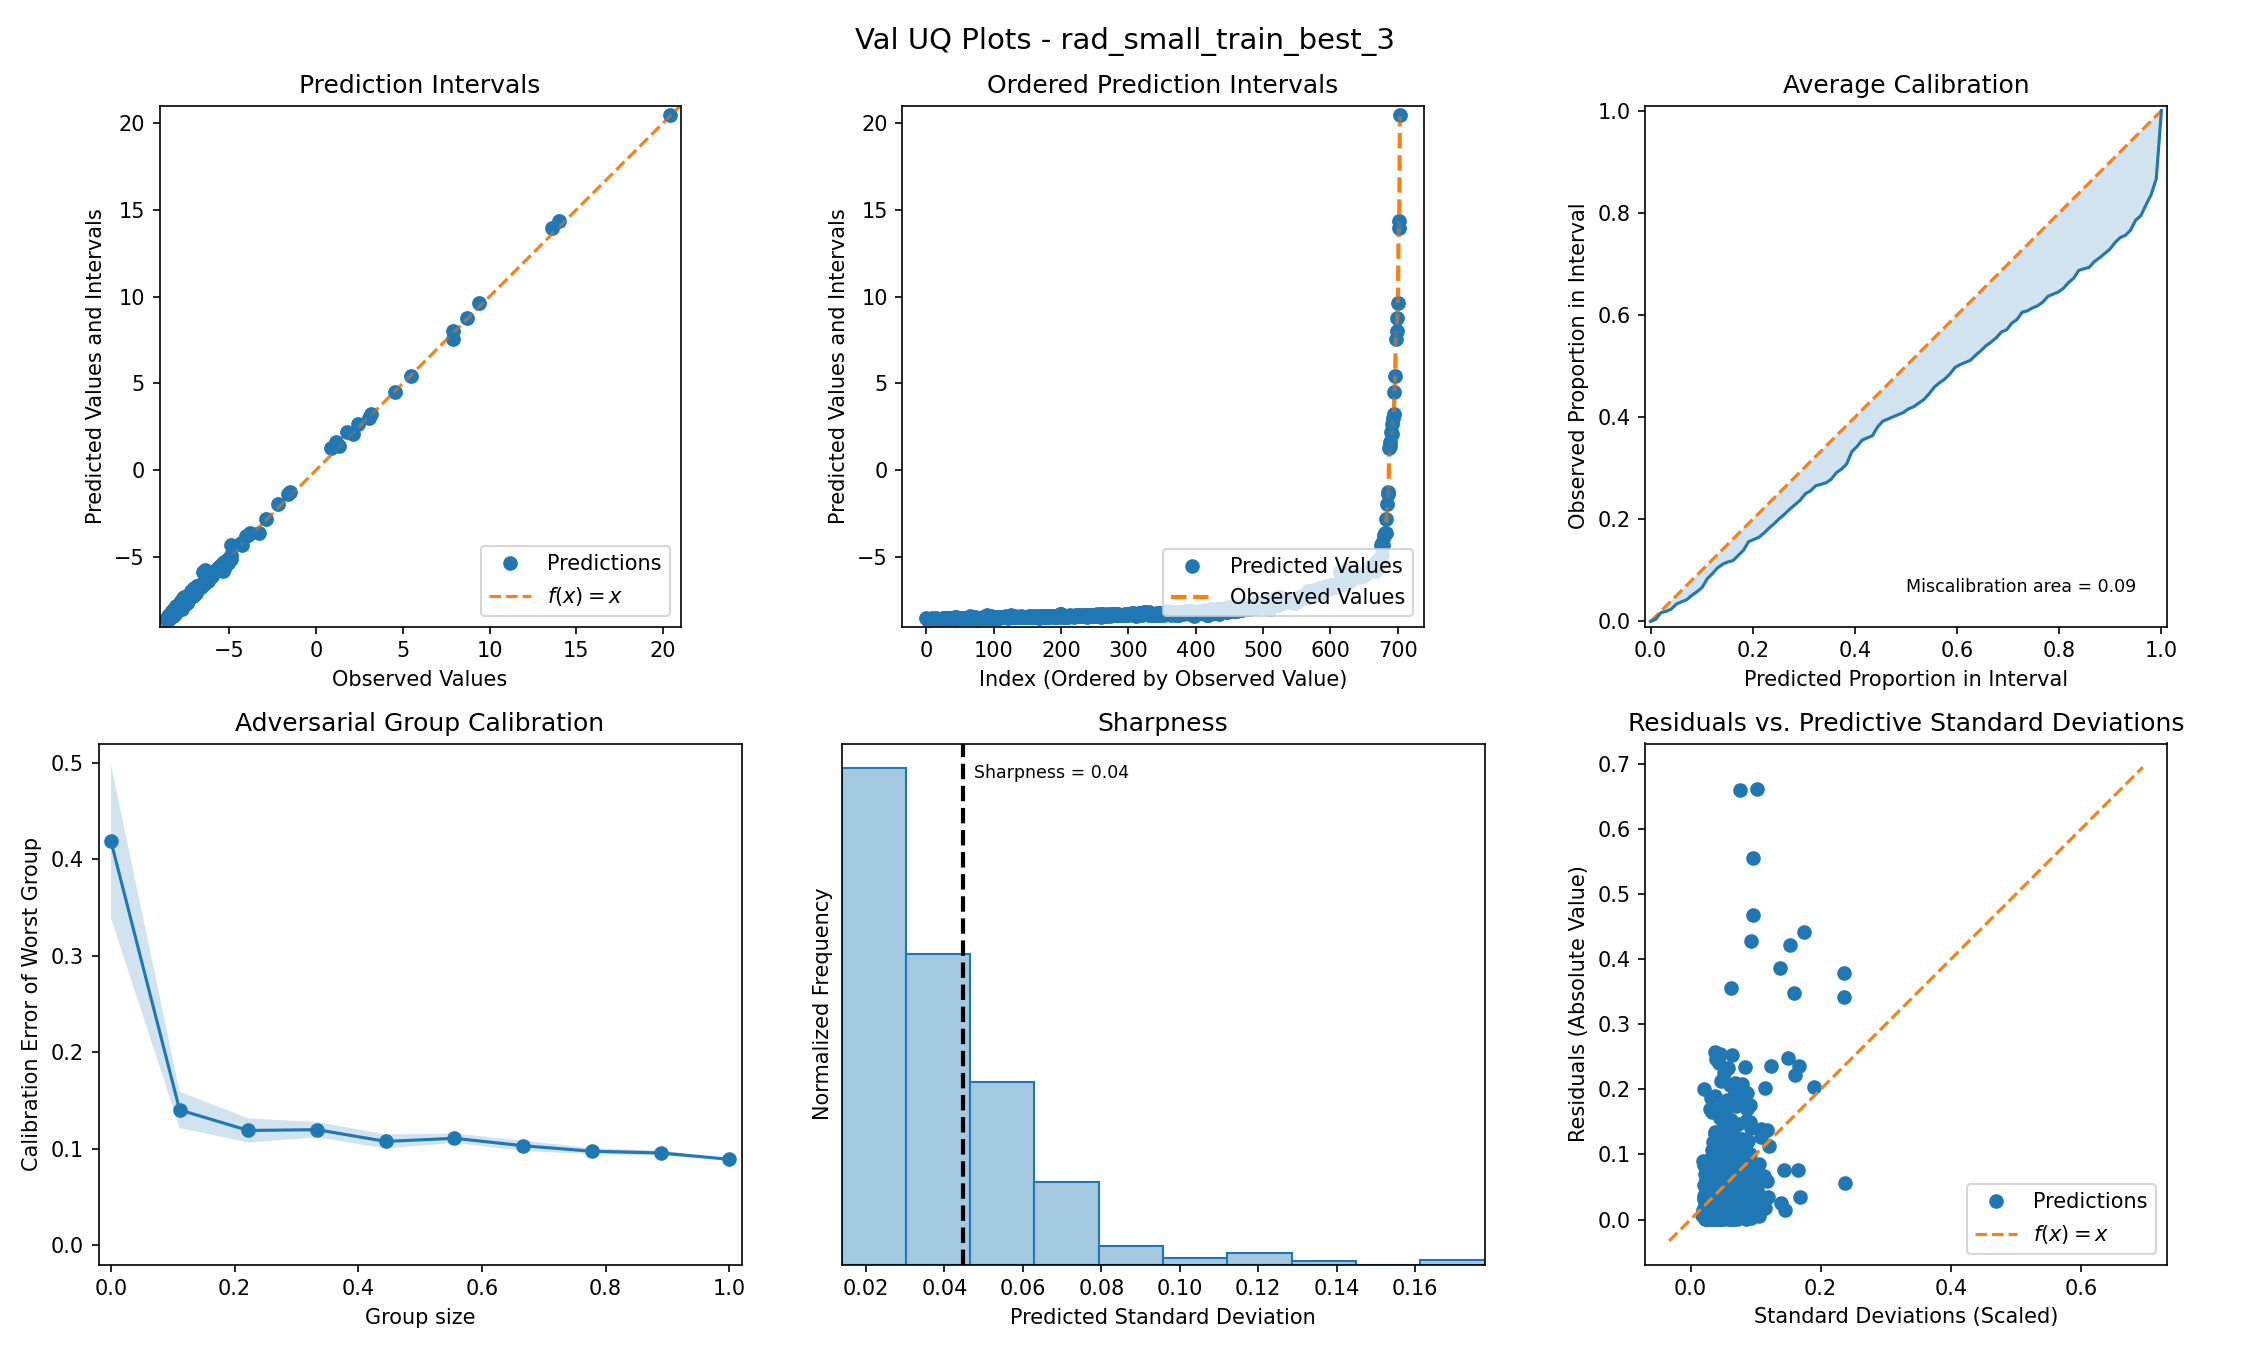 Val UQ Plots - rad_small_train_best_3
Prediction Intervals
Predicted Values and Intervals
20
15
10
5
0
−5
−5 0 5 10 15 20
Observed Values
Predictions
f(x) = x
Ordered Prediction Intervals
Predicted Values and Intervals
20
15
10
5
0
−5
0 100 200 300 400 500 600 700
Index (Ordered by Observed Value)
Predicted Values
Observed Values
Average Calibration
Observed Proportion in Interval
1.0
0.8
0.6
0.4
0.2
0.0
0.0 0.2 0.4 0.6 0.8 1.0
Predicted Proportion in Interval
Miscalibration area = 0.09
Adversarial Group Calibration
Calibration Error of Worst Group
0.5
0.4
0.3
0.2
0.1
0.0
0.0 0.2 0.4 0.6 0.8 1.0
Group size
Sharpness
Normalized Frequency
Sharpness = 0.04
0.02 0.04 0.06 0.08 0.10 0.12 0.14 0.16
Predicted Standard Deviation
Residuals vs. Predictive Standard Deviations
Residuals (Absolute Value)
0.7
0.6
0.5
0.4
0.3
0.2
0.1
0.0
0.0 0.2 0.4 0.6
Standard Deviations (Scaled)
Predictions
f(x) = x